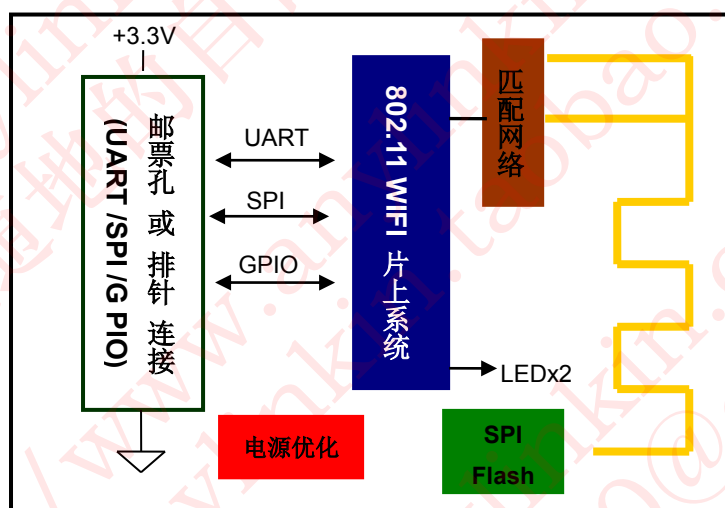 +3.3V
邮票孔 或 排针 连接
(UART /SPI /G PIO)
UART
SPI
GPIO
802.11 WIFI 片上系统
匹配网络
LEDx2
电源优化
SPI
Flash